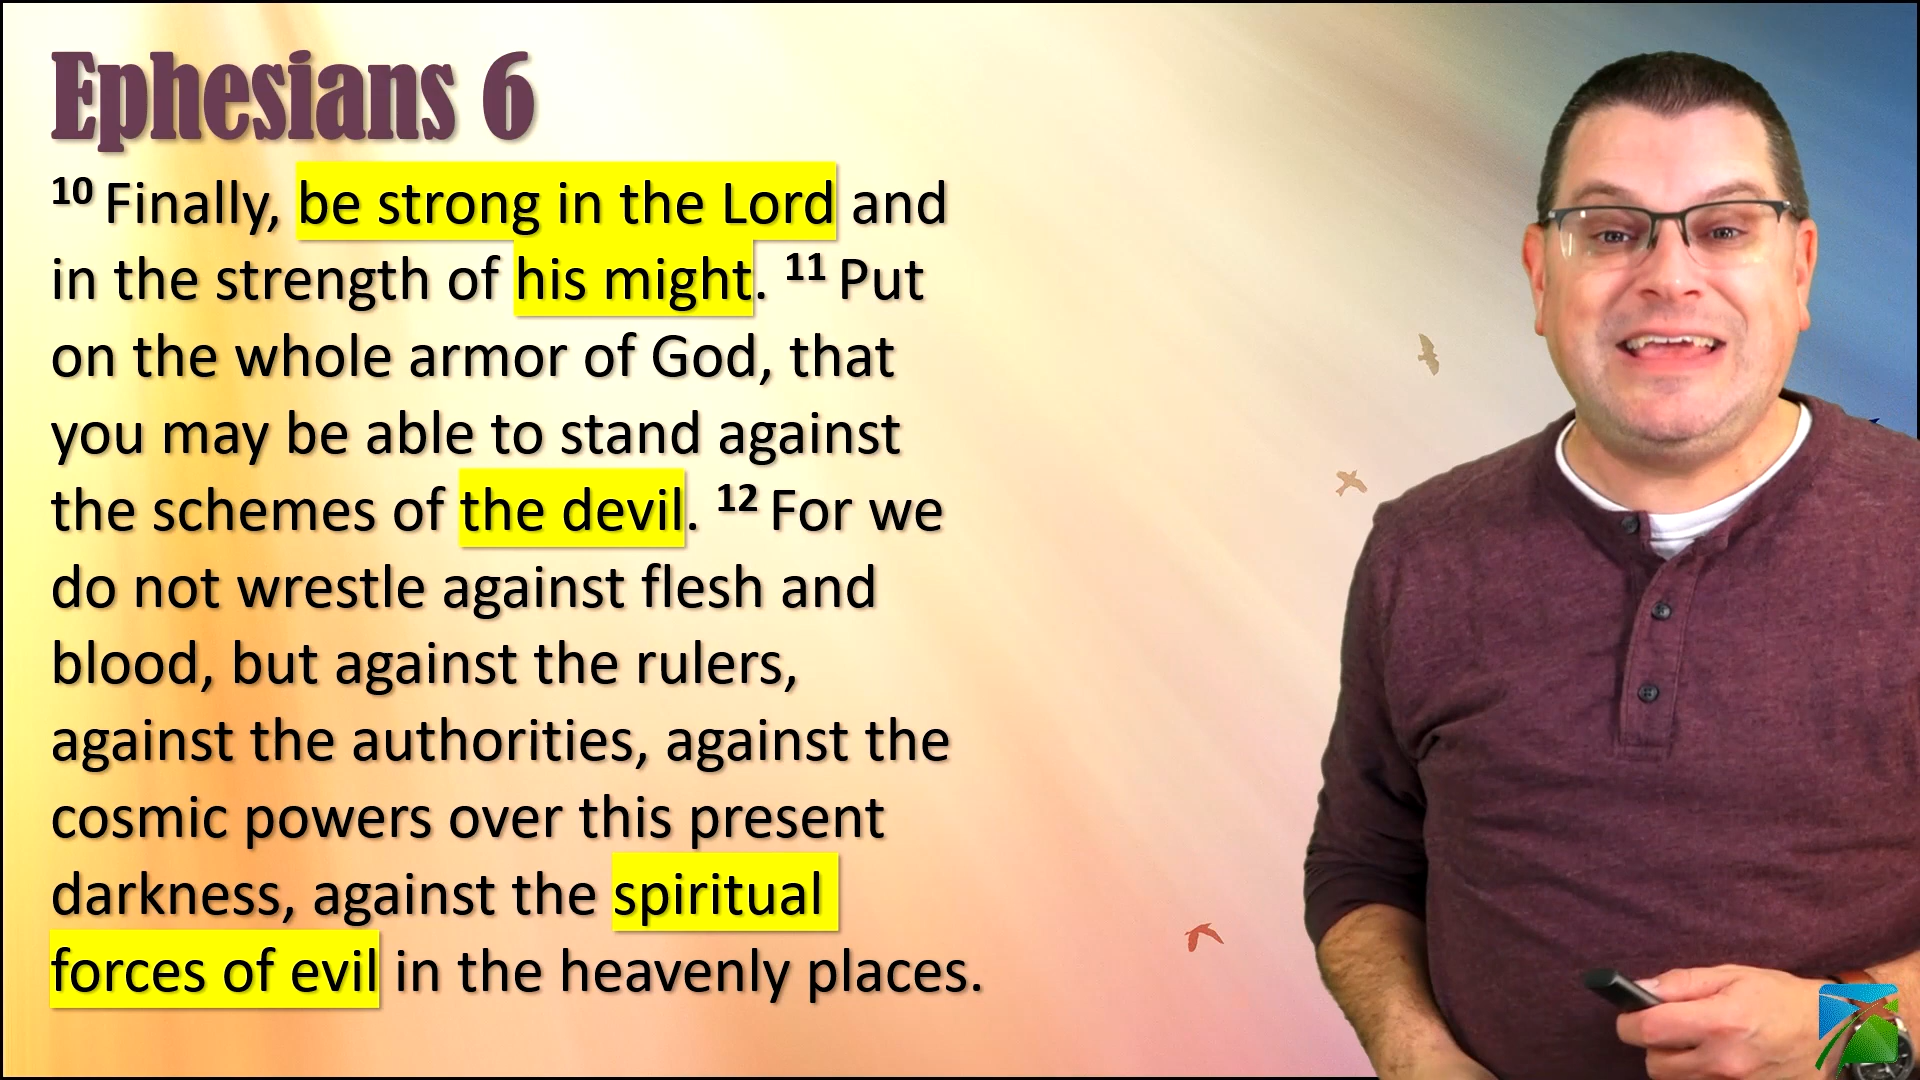 Ephesians 6
10 Finally, be strong in the Lord and
in the strength of his might. 11 Put
on the whole armor of God, that
you may be able to stand against
the schemes of the devil. 12 For we
do not wrestle against flesh and
blood, but against the rulers,
against the authorities, against the
cosmic powers over this present
darkness, against the spiritual
forces of evil in the heavenly places.